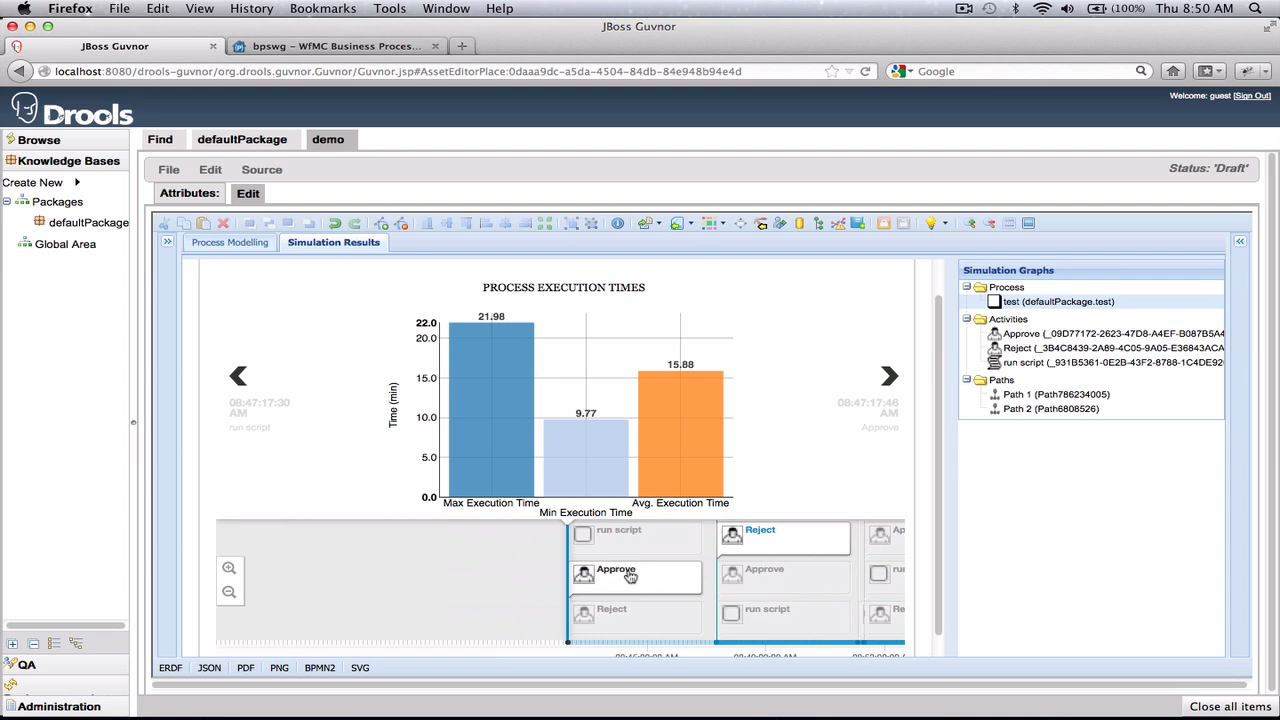 Firefox File Edit View History Bookmarks Tools Window Help (100%) Thu 8:50 AM
JBoss Guvnor
JBoss Guvnor bpswg – WfMC Business Proces...
localhost:8080/drools-guvnor/org.drools.guvnor.Guvnor/Guvnor.jsp#AssetEditorPlace:0daaa9dc-a5da-4504-84db-84e948b94e4d Google
Welcome: guest [Sign Out]
Drools
Browse
Knowledge Bases
Create New
Packages
defaultPackage
Global Area
QA
Administration
Find defaultPackage demo
File Edit Source Status: 'Draft'
Attributes: Edit
Process Modelling Simulation Results
PROCESS EXECUTION TIMES
Time (min)
22.0
20.0
15.0
10.0
5.0
0.0
21.98
9.77
15.88
Max Execution Time
Min Execution Time
Avg. Execution Time
08:47:17:30
AM
run script
08:47:17:46
AM
Approve
run script
Approve
Reject
Reject
Approve
run script
Ap
run
Re
Simulation Graphs
Process
test (defaultPackage.test)
Activities
Approve (_09D77172-2623-47D8-A4EF-B087B5A4
Reject (_3B4C8439-2A89-4C05-9A05-E36843ACA
run script (_931B5361-0E2B-43F2-8788-1C4DE92
Paths
Path 1 (Path786234005)
Path 2 (Path6808526)
ERDF JSON PDF PNG BPMN2 SVG
Close all items